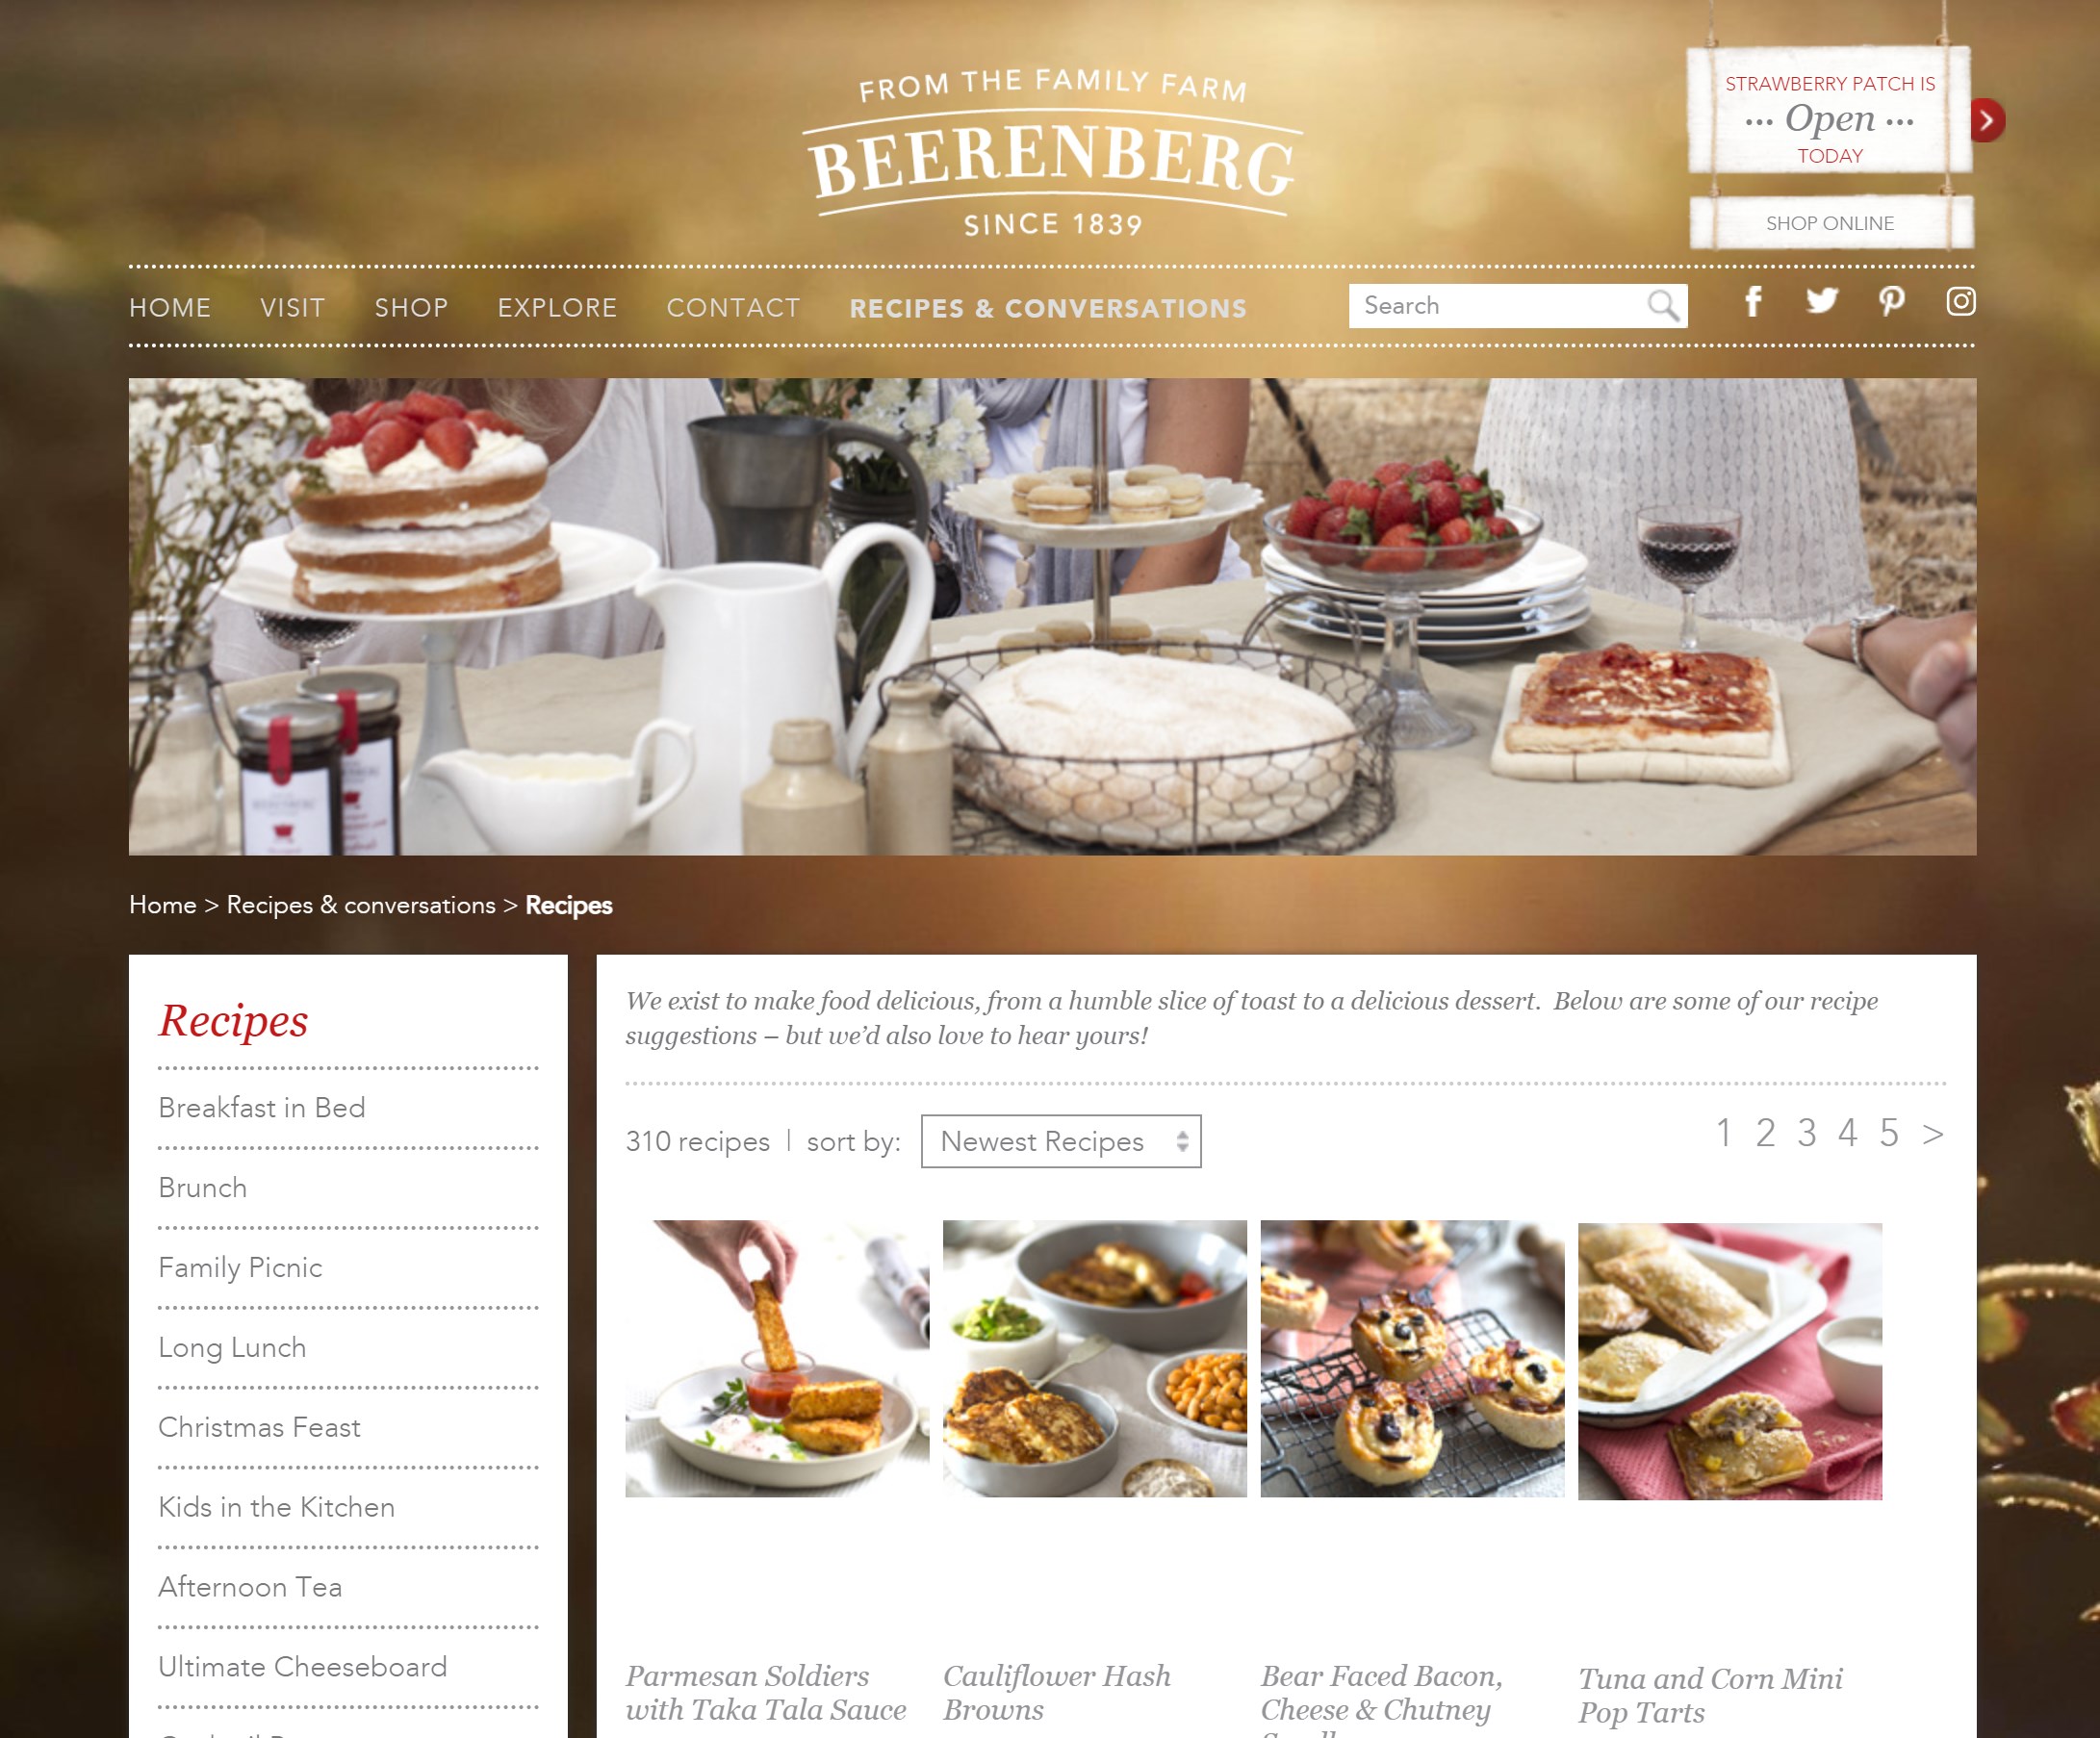 FROM THE FAMILY FARM
BEERENBERG
SINCE 1839
STRAWBERRY PATCH IS
... Open ...
TODAY
SHOP ONLINE
HOME VISIT SHOP EXPLORE CONTACT RECIPES & CONVERSATIONS Search
Home > Recipes & conversations > Recipes
Recipes
Breakfast in Bed
Brunch
Family Picnic
Long Lunch
Christmas Feast
Kids in the Kitchen
Afternoon Tea
Ultimate Cheeseboard
We exist to make food delicious, from a humble slice of toast to a delicious dessert. Below are some of our recipe
suggestions – but we’d also love to hear yours!
310 recipes | sort by: Newest Recipes
1 2 3 4 5 >
Parmesan Soldiers
with Taka Tala Sauce
Cauliflower Hash
Browns
Bear Faced Bacon,
Cheese & Chutney
Tuna and Corn Mini
Pop Tarts